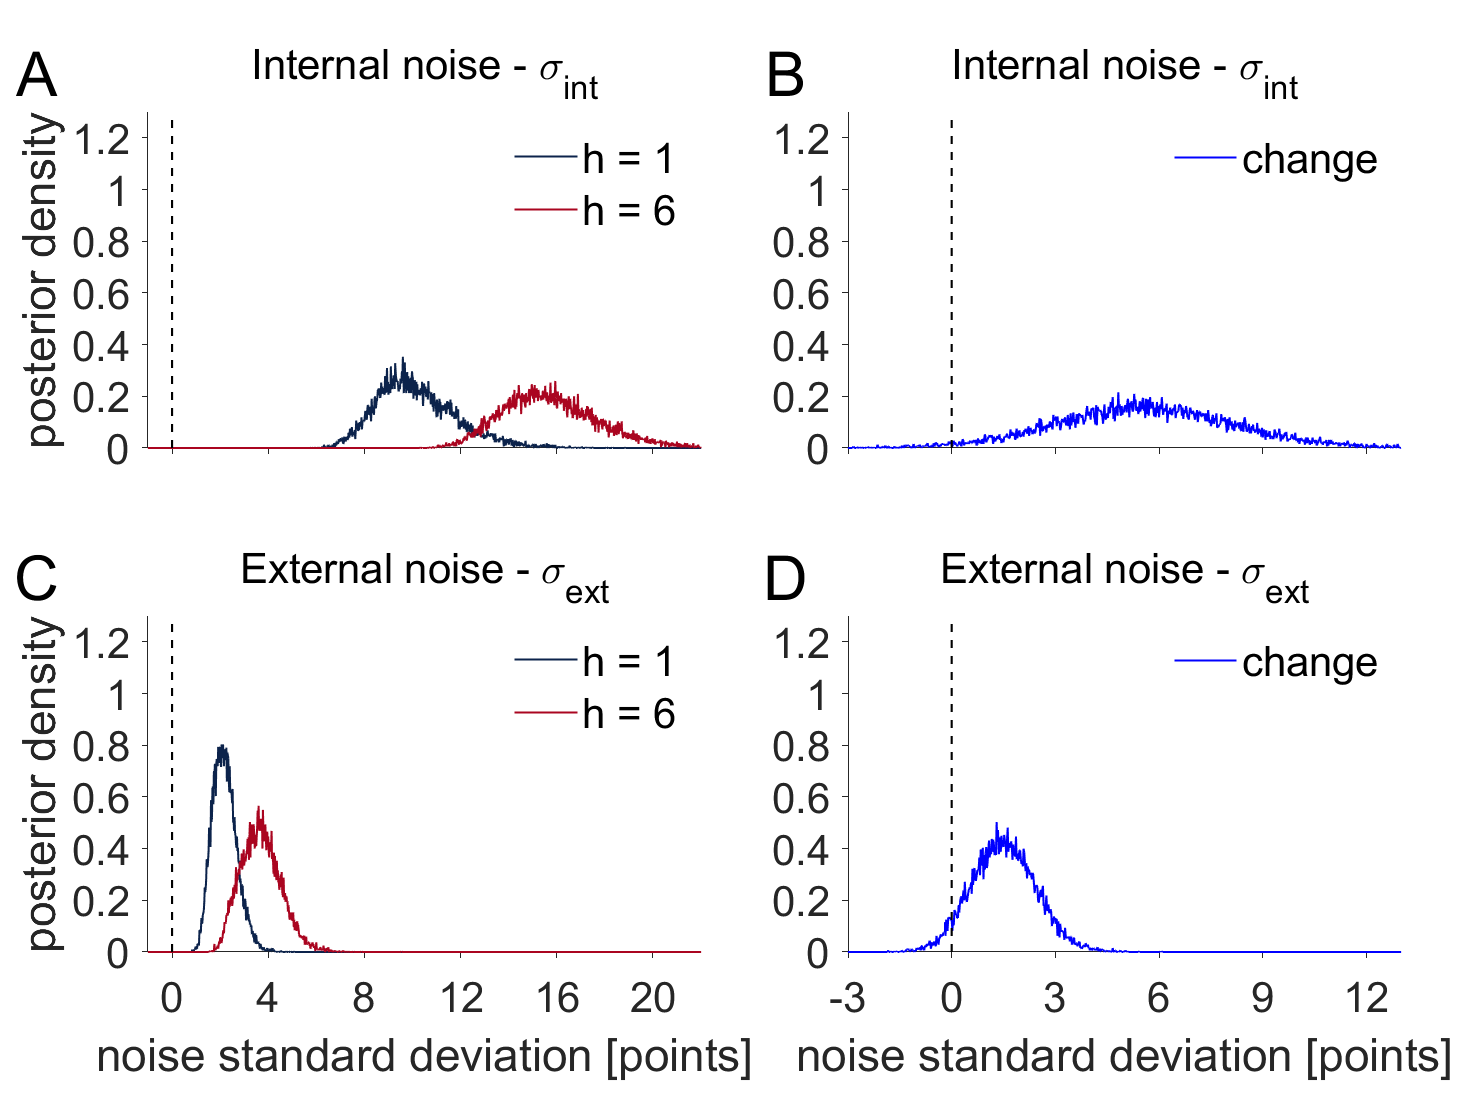 A
Internal noise - σint
posterior density
1.2
1
0.8
0.6
0.4
0.2
0
h = 1
h = 6
B
Internal noise - σint
1.2
1
0.8
0.6
0.4
0.2
0
change
C
External noise - σext
posterior density
1.2
1
0.8
0.6
0.4
0.2
0
h = 1
h = 6
0 4 8 12 16 20
noise standard deviation [points]
D
External noise - σext
1.2
1
0.8
0.6
0.4
0.2
0
change
-3 0 3 6 9 12
noise standard deviation [points]